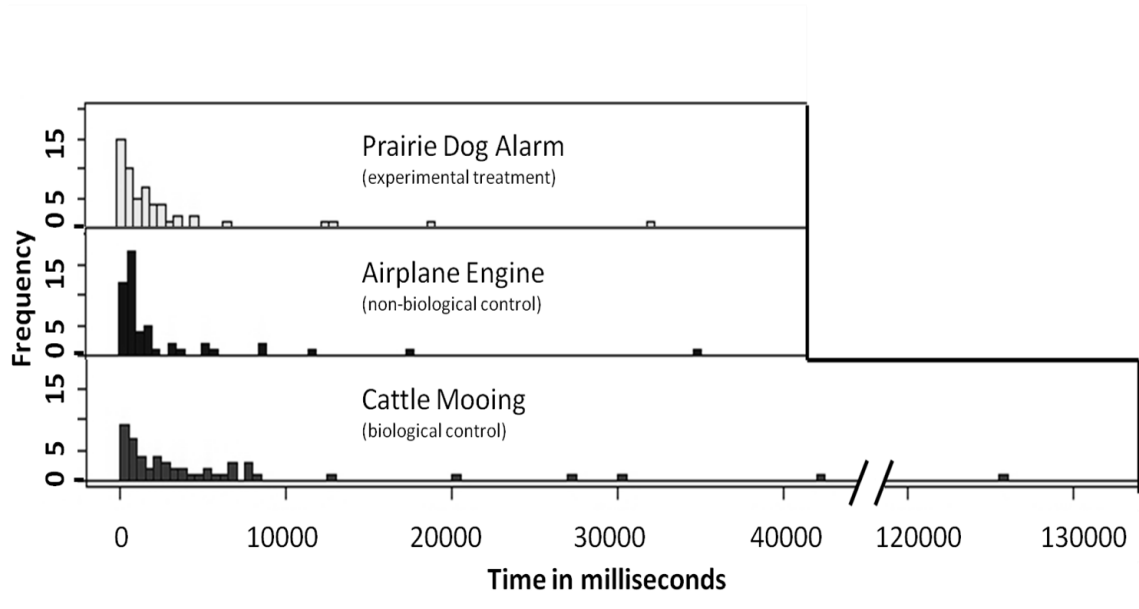 Frequency
15
5
0
Prairie Dog Alarm
(experimental treatment)
15
5
0
Airplane Engine
(non-biological control)
15
5
0
Cattle Mooing
(biological control)
0 10000 20000 30000 40000 120000 130000
Time in milliseconds